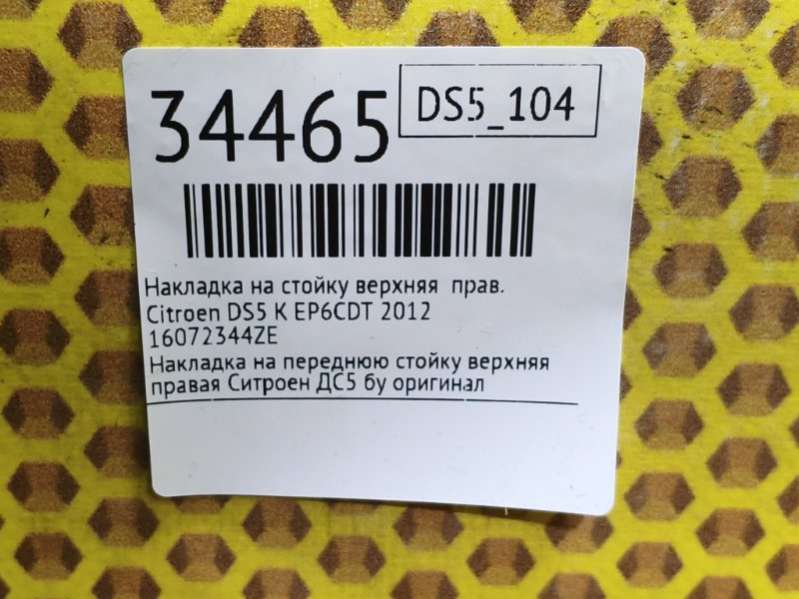 34465
DS5_104
Накладка на стойку верхняя прав.
Citroen DS5 K EP6CDT 2012
16072344ZE
Накладка на переднюю стойку верхняя
правая Ситроен ДС5 бу оригинал